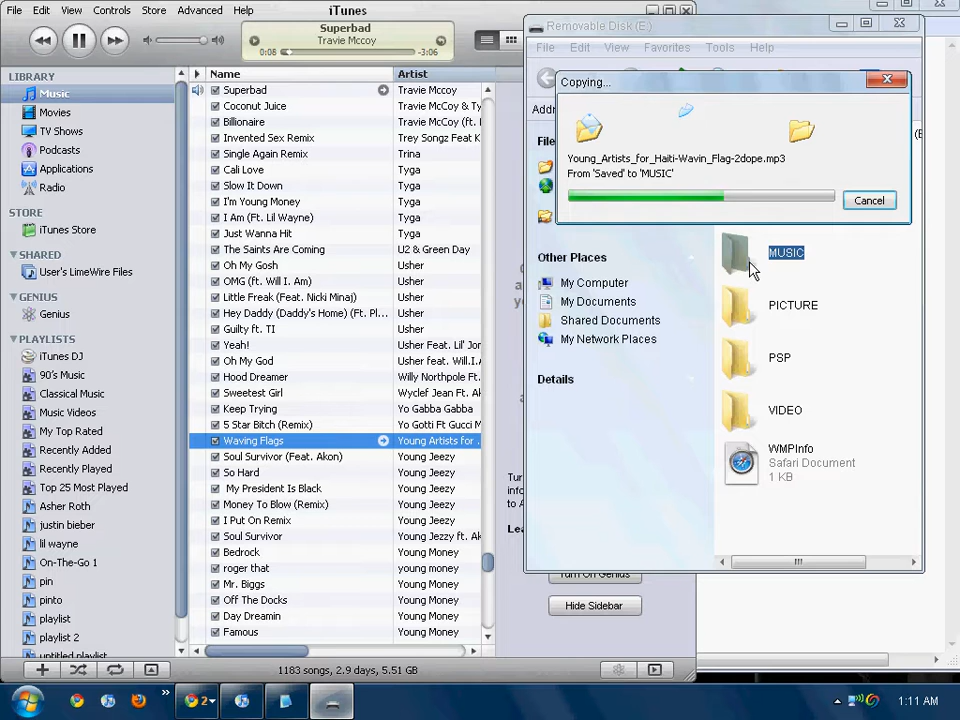 File Edit View Controls Store Advanced Help
iTunes
Superbad
Travie Mccoy
0:08
-3:06
LIBRARY
Music
Movies
TV Shows
Podcasts
Applications
Radio
STORE
iTunes Store
SHARED
User's LimeWire Files
GENIUS
Genius
PLAYLISTS
iTunes DJ
90's Music
Classical Music
Music Videos
My Top Rated
Recently Added
Recently Played
Top 25 Most Played
Asher Roth
justin bieber
lil wayne
On-The-Go 1
pin
pinto
playlist
playlist 2
untitled playlist
Name Artist
Superbad Travie Mccoy
Coconut Juice Travie McCoy & Ty
Billionaire Travie McCoy (ft. E
Invented Sex Remix Trey Songz Feat K
Single Again Remix Trina
Cali Love Tyga
Slow It Down Tyga
I'm Young Money Tyga
I Am (Ft. Lil Wayne) Tyga
Just Wanna Hit Tyga
The Saints Are Coming U2 & Green Day
Oh My Gosh Usher
OMG (ft. Will.I.Am) Usher
Little Freak (Feat. Nicki Minaj) Usher
Hey Daddy (Daddy's Home) (Ft. Pl... Usher
Guilty ft. TI Usher
Yeah! Usher feat. Lil' Jon
Oh My God Usher feat. Will.I.A
Hood Dreamer Willy Northpole Ft.
Sweetest Girl Wyclef Jean Ft. Ak
Keep Trying Yo Gabba Gabba
5 Star Bitch (Remix) Yo Gotti Ft Gucci M
Waving Flags Young Artists for ...
Soul Survivor (Feat. Akon) Young Jeezy
So Hard Young Jeezy
My President Is Black Young Jeezy
Money To Blow (Remix) Young Jeezy
I Put On Remix Young Jeezy
Soul Survivor Young Jezzy ft. Ak
Bedrock Young Money
roger that young money
Mr. Biggs Young Money
Off The Docks Young Money
Day Dreamin Young Money
Famous Young Money
1183 songs, 2.9 days, 5.51 GB
Turn On Genius
Hide Sidebar
Removable Disk (E:)
File Edit View Favorites Tools Help
Copying...
Young_Artists_for_Haiti-Wavin_Flag-2dope.mp3
From 'Saved' to 'MUSIC'
Cancel
Other Places
My Computer
My Documents
Shared Documents
My Network Places
Details
MUSIC
PICTURE
PSP
VIDEO
WMPInfo
Safari Document
1 KB
2
1:11 AM